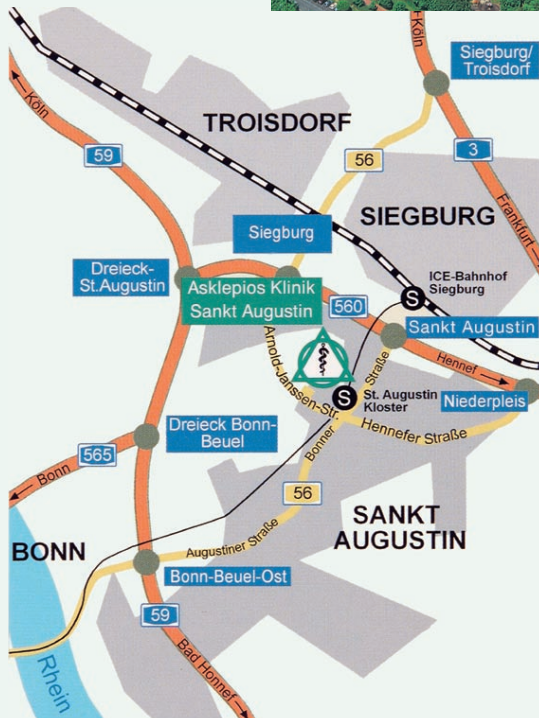 Köln
Siegburg/
Troisdorf
Köln
TROISDORF
59
56
3
SIEGBURG
Frankfurt
Siegburg
ICE-Bahnhof
Siegburg
Dreieck-
St.Augustin
Asklepios Klinik
Sankt Augustin
560
S
Sankt Augustin
Arnold-Janssen-Str.
Straße
Hennef
S
St. Augustin
Kloster
Niederpleis
Dreieck Bonn-
Beuel
Bonner
Hennefer Straße
565
Bonn
56
SANKT
AUGUSTIN
BONN
Augustiner Straße
Bonn-Beuel-Ost
59
Rhein
Bad Honnef